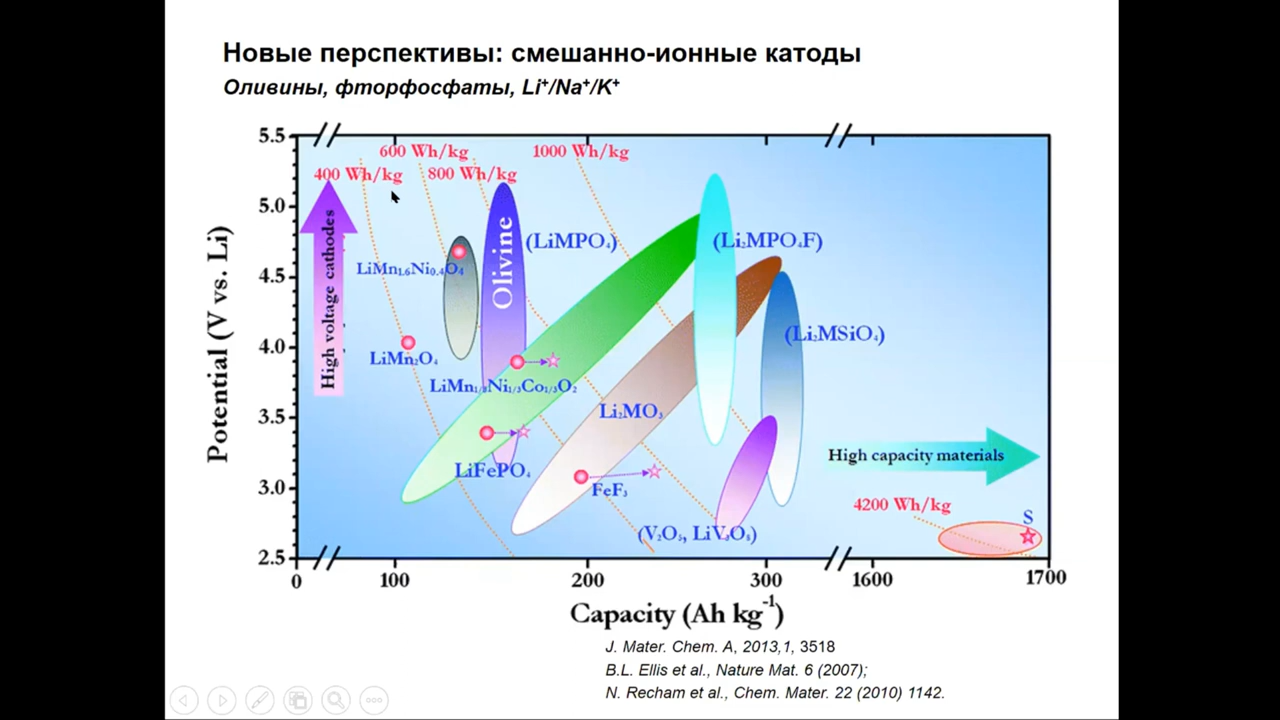 Новые перспективы: смешанно-ионные катоды
Оливины, фторфосфаты, Li⁺/Na⁺/K⁺
5.5
5.0
4.5
4.0
3.5
3.0
2.5
Potential (V vs. Li)
600 Wh/kg
1000 Wh/kg
400 Wh/kg
800 Wh/kg
High voltage cathodes
Olivine
(LiMPO₄)
(Li₂MPO₄F)
LiMn₁.₆Ni₀.₄O₄
(Li₂MSiO₄)
LiMn₂O₄
LiMn₁/₃Ni₁/₃Co₁/₃O₂
Li₂MO₃
High capacity materials
LiFePO₄
FeF₃
4200 Wh/kg
S
(V₂O₅, LiV₃O₈)
0
100
200
300
1600
1700
Capacity (Ah kg⁻¹)
J. Mater. Chem. A, 2013,1, 3518
B.L. Ellis et al., Nature Mat. 6 (2007);
N. Recham et al., Chem. Mater. 22 (2010) 1142.